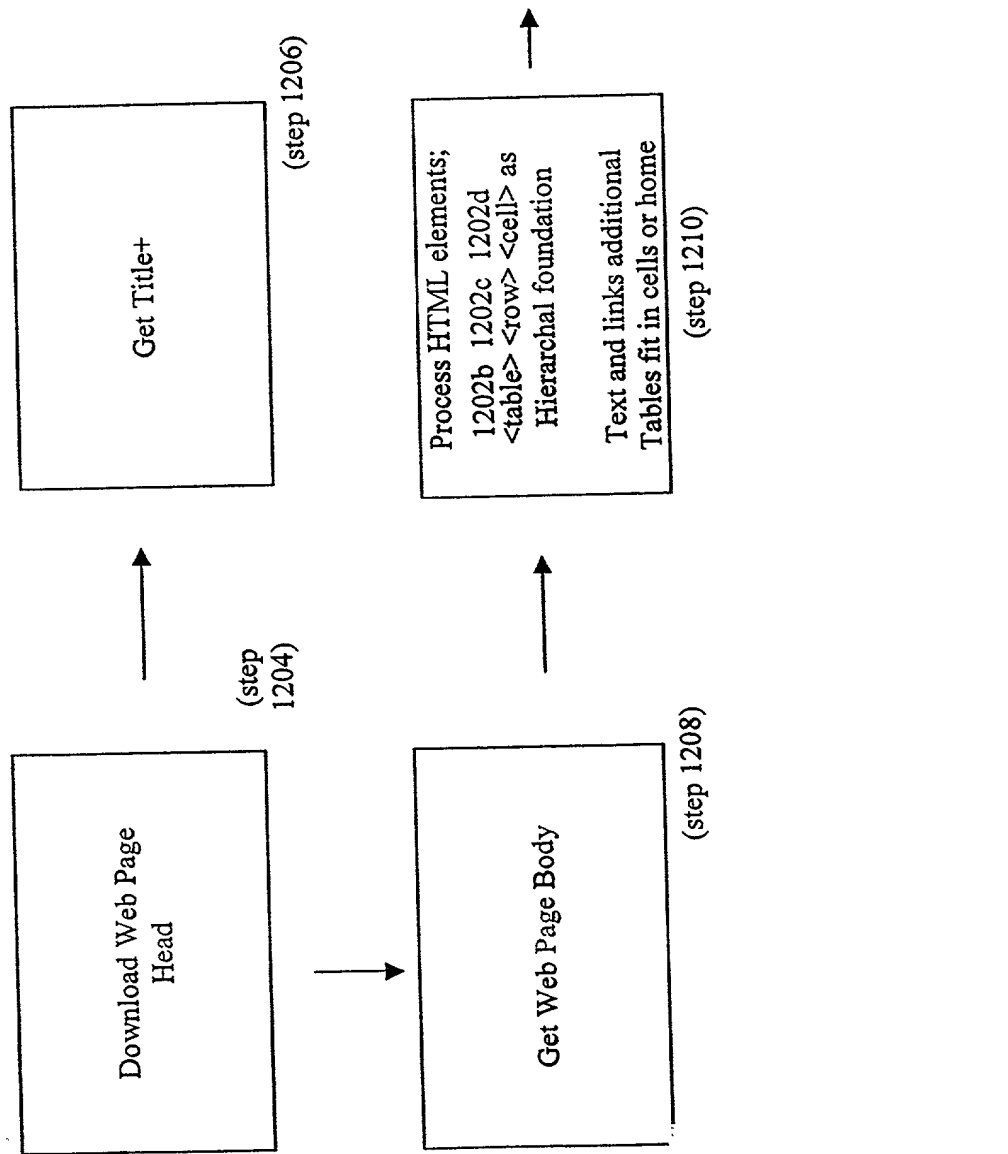 Download Web Page
Head
(step
1204)
Get Title+
(step 1206)
Get Web Page Body
(step 1208)
Process HTML elements;
1202b 1202c 1202d
<table> <row> <cell> as
Hierarchal foundation
Text and links additional
Tables fit in cells or home
(step 1210)